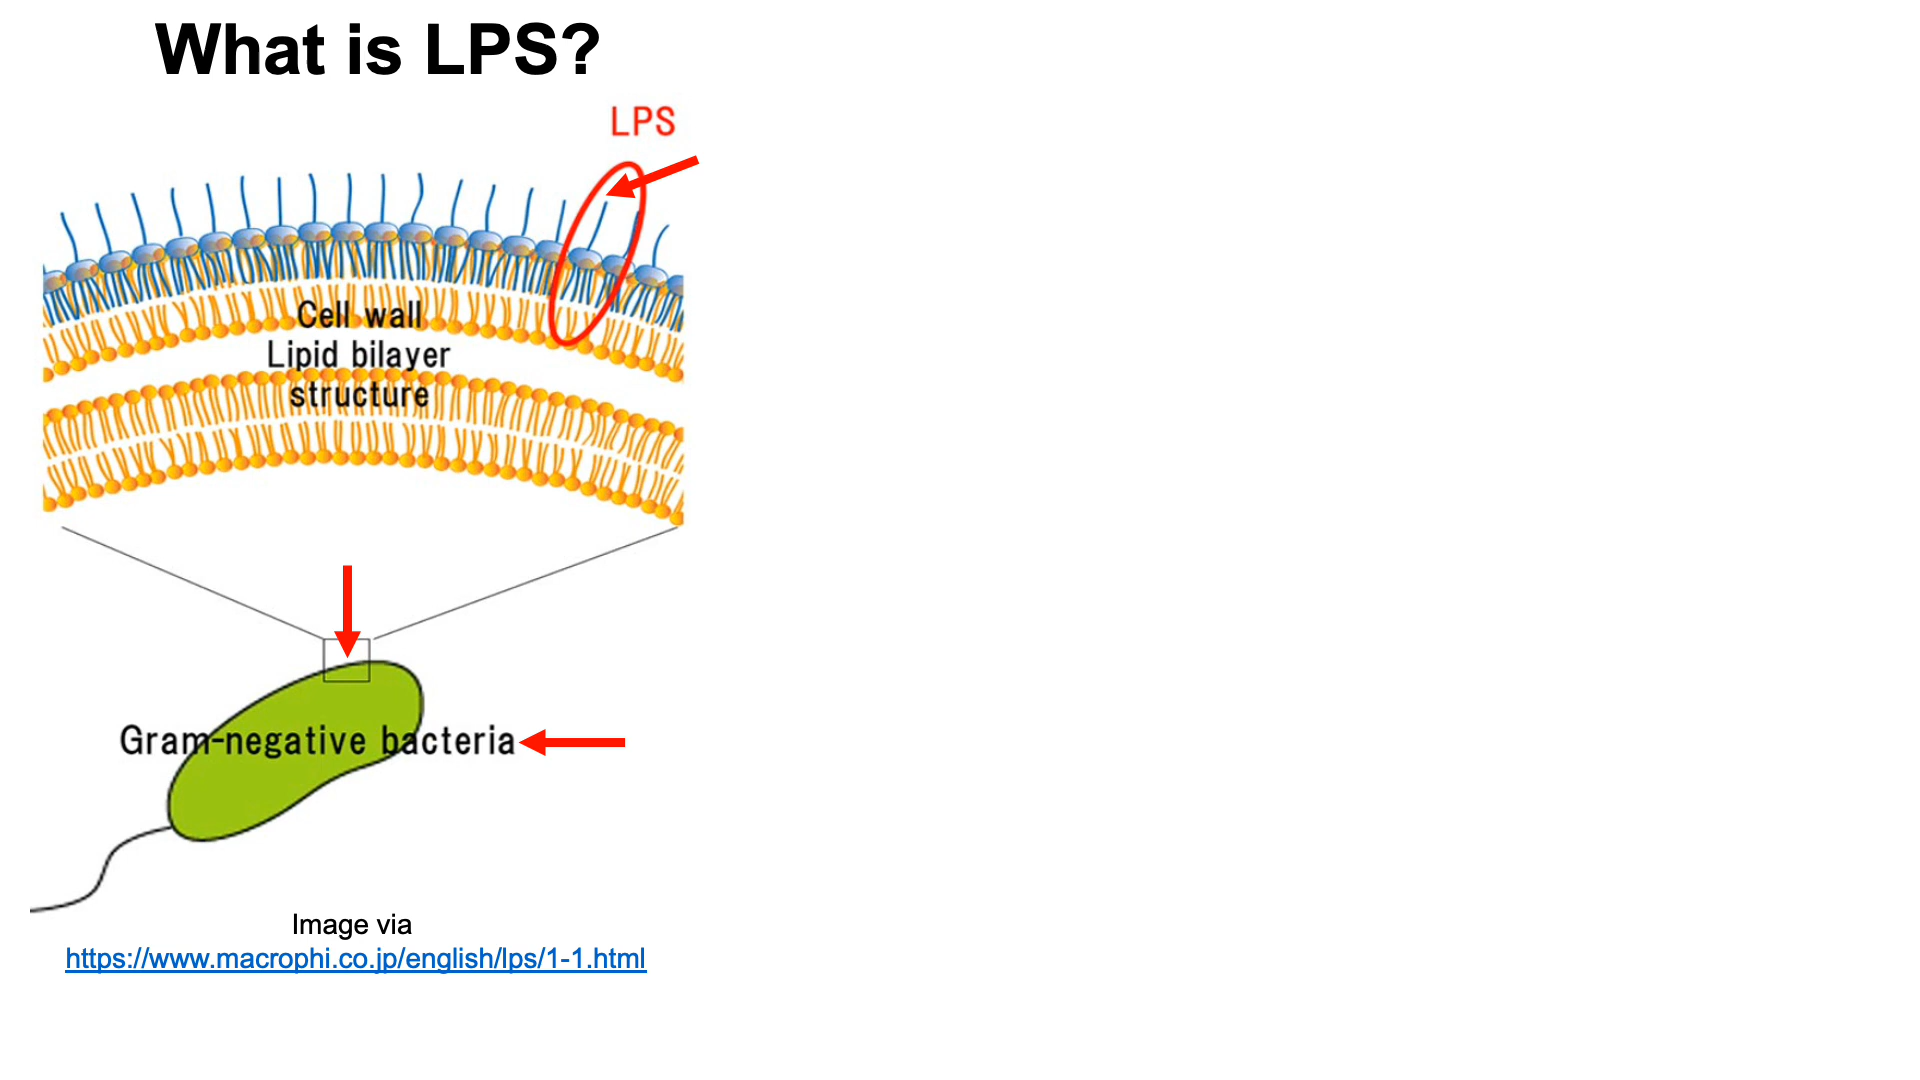 What is LPS?
LPS
Cell wall
Lipid bilayer
structure
Gram-negative bacteria
Image via
https://www.macrophi.co.jp/english/lps/1-1.html